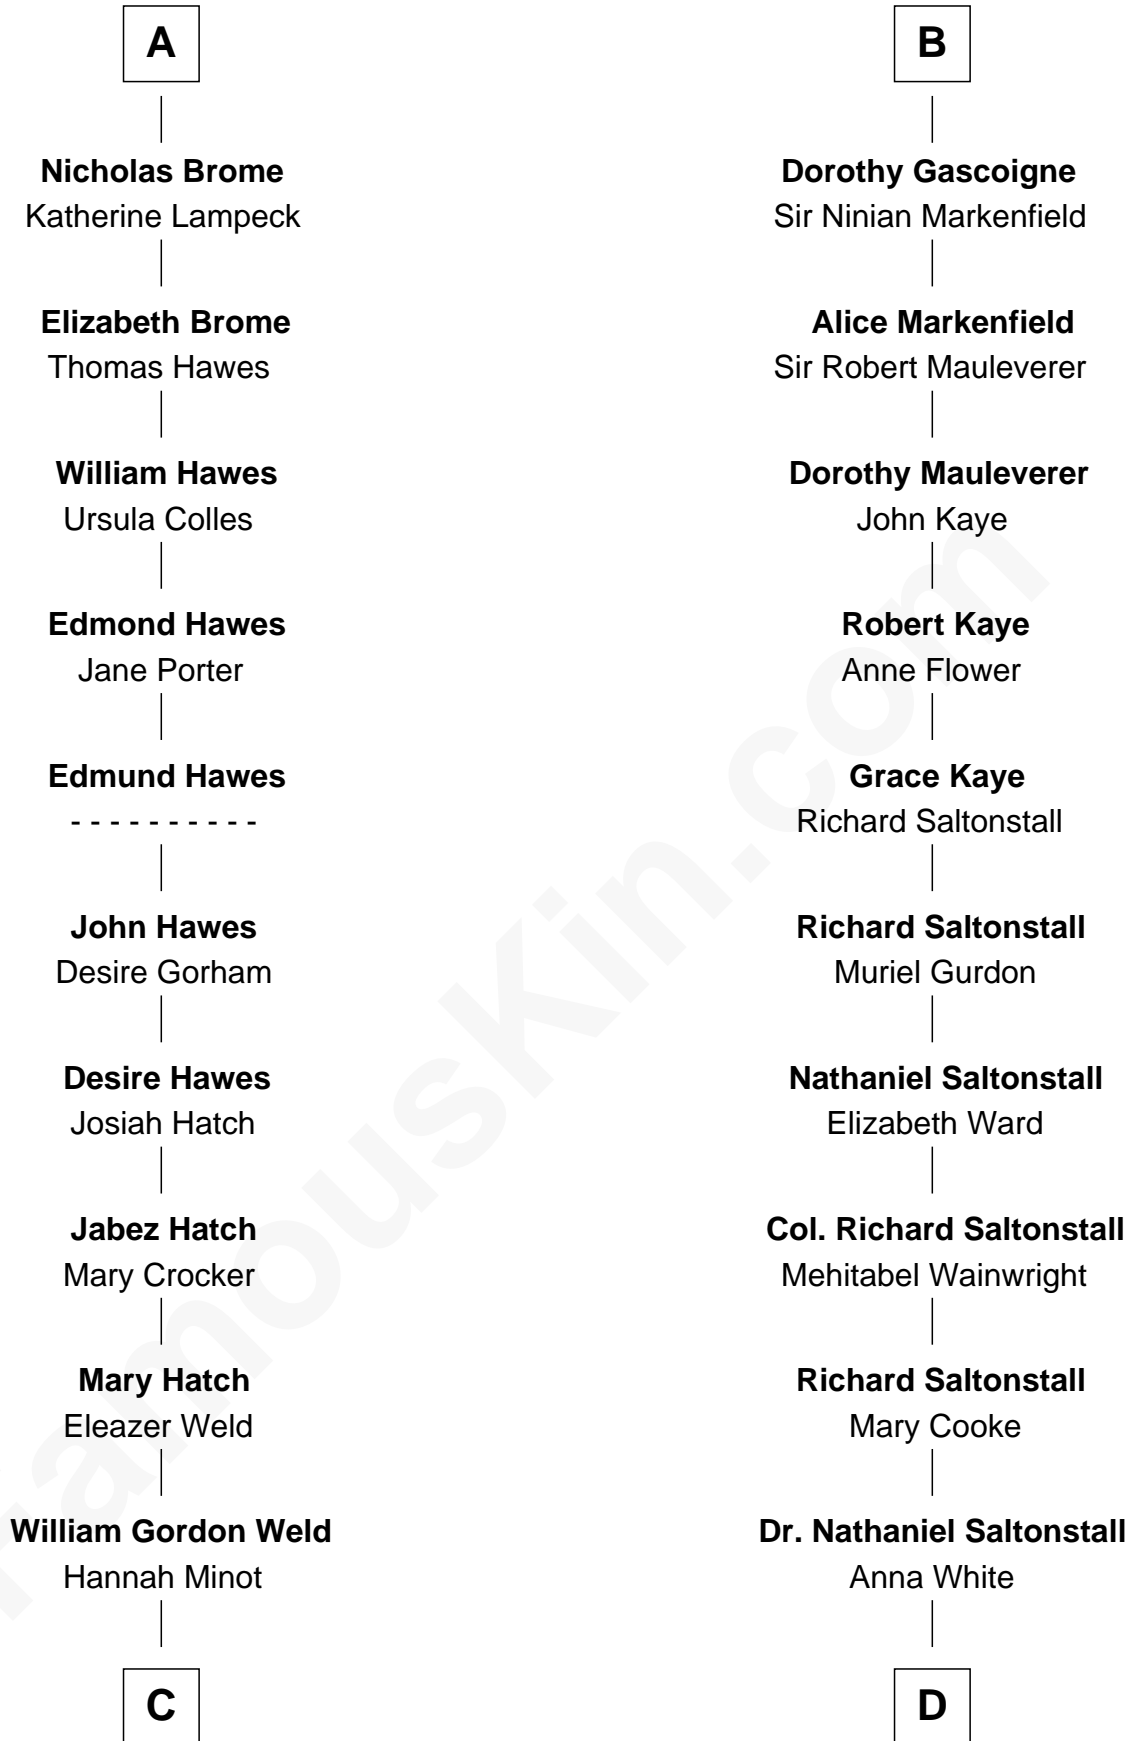 A
Nicholas Brome
Katherine Lampeck
Elizabeth Brome
Thomas Hawes
William Hawes
Ursula Colles
Edmond Hawes
Jane Porter
Edmund Hawes
- - - - - - - - - -
John Hawes
Desire Gorham
Desire Hawes
Josiah Hatch
Jabez Hatch
Mary Crocker
Mary Hatch
Eleazer Weld
William Gordon Weld
Hannah Minot
C
B
Dorothy Gascoigne
Sir Ninian Markenfield
Alice Markenfield
Sir Robert Mauleverer
Dorothy Mauleverer
John Kaye
Robert Kaye
Anne Flower
Grace Kaye
Richard Saltonstall
Richard Saltonstall
Muriel Gurdon
Nathaniel Saltonstall
Elizabeth Ward
Col. Richard Saltonstall
Mehitabel Wainwright
Richard Saltonstall
Mary Cooke
Dr. Nathaniel Saltonstall
Anna White
D
FamousKin.com